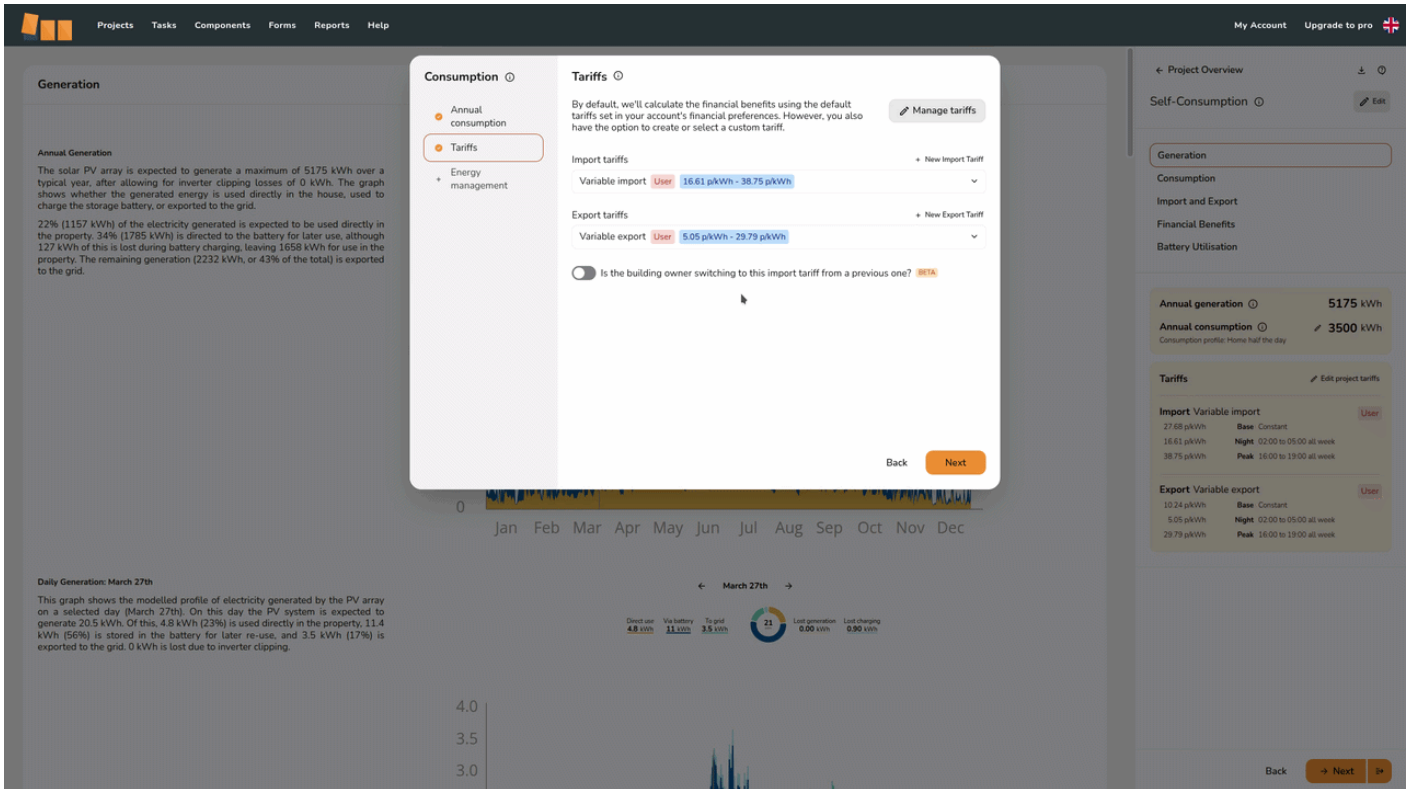 Projects Tasks Components Forms Reports Help My Account Upgrade to pro
Generation
Annual Generation
The solar PV array is expected to generate a maximum of 5175 kWh over a
typical year, after allowing for inverter clipping losses of 0 kWh. The graph
shows whether the generated energy is used directly in the house, used to
charge the storage battery, or exported to the grid.
22% (1157 kWh) of the electricity generated is expected to be used directly in
the property. 34% (1785 kWh) is directed to the battery for later use, although
127 kWh of this is lost during battery charging, leaving 1658 kWh for use in the
property. The remaining generation (2232 kWh, or 43% of the total) is exported
to the grid.
Consumption
Annual
consumption
Tariffs
+ Energy
management
Tariffs
By default, we'll calculate the financial benefits using the default
tariffs set in your account's financial preferences. However, you also
have the option to create or select a custom tariff.
Manage tariffs
Import tariffs
+ New Import Tariff
Variable import User 16.61 p/kWh - 38.75 p/kWh
Export tariffs
+ New Export Tariff
Variable export User 5.05 p/kWh - 29.79 p/kWh
Is the building owner switching to this import tariff from a previous one? BETA
Back Next
0
Jan Feb Mar Apr May Jun Jul Aug Sep Oct Nov Dec
Daily Generation: March 27th
This graph shows the modelled profile of electricity generated by the PV array
on a selected day (March 27th). On this day the PV system is expected to
generate 20.5 kWh. Of this, 4.8 kWh (23%) is used directly in the property, 11.4
kWh (56%) is stored in the battery for later re-use, and 3.5 kWh (17%) is
exported to the grid. 0 kWh is lost due to inverter clipping.
← March 27th →
Direct use Via battery To grid
4.8 kWh 11 kWh 3.5 kWh
21
Lost generation Lost charging
0.00 kWh 0.90 kWh
4.0
3.5
3.0
← Project Overview
Self-Consumption
Edit
Generation
Consumption
Import and Export
Financial Benefits
Battery Utilisation
Annual generation 5175 kWh
Annual consumption 3500 kWh
Consumption profile: Home half the day
Tariffs Edit project tariffs
Import Variable import User
27.68 p/kWh Base Constant
16.61 p/kWh Night 02:00 to 05:00 all week
38.75 p/kWh Peak 16:00 to 19:00 all week
Export Variable export User
10.24 p/kWh Base Constant
5.05 p/kWh Night 02:00 to 05:00 all week
29.79 p/kWh Peak 16:00 to 19:00 all week
Back → Next